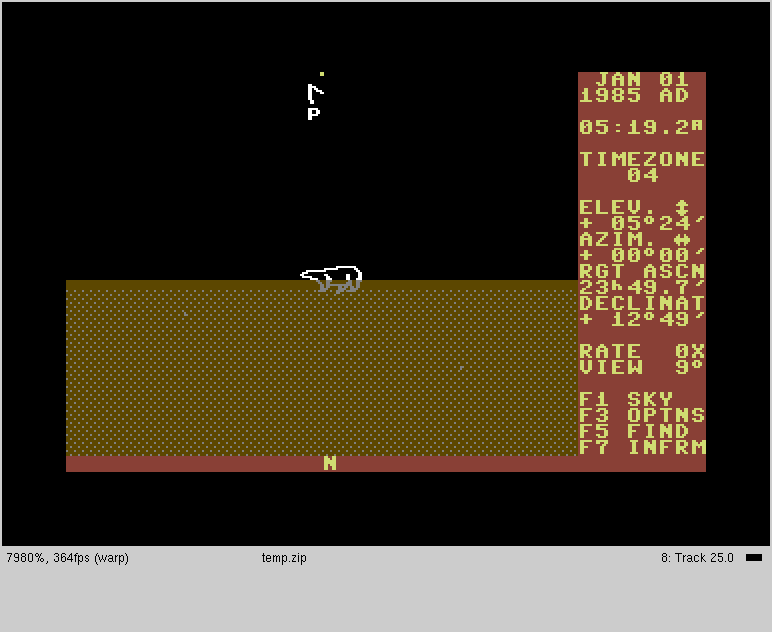 P
JAN 01
1985 AD
05:19.2A
TIMEZONE
04
ELEV. ↕
+ 05°24′
AZIM. ↔
+ 00°00′
RGT ASCN
23ʰ49.7′
DECLINAT
+ 12°49′
RATE 0X
VIEW 9°
F1 SKY
F3 OPTNS
F5 FIND
F7 INFRM
N
7980%, 364fps (warp)
temp.zip
8: Track 25.0